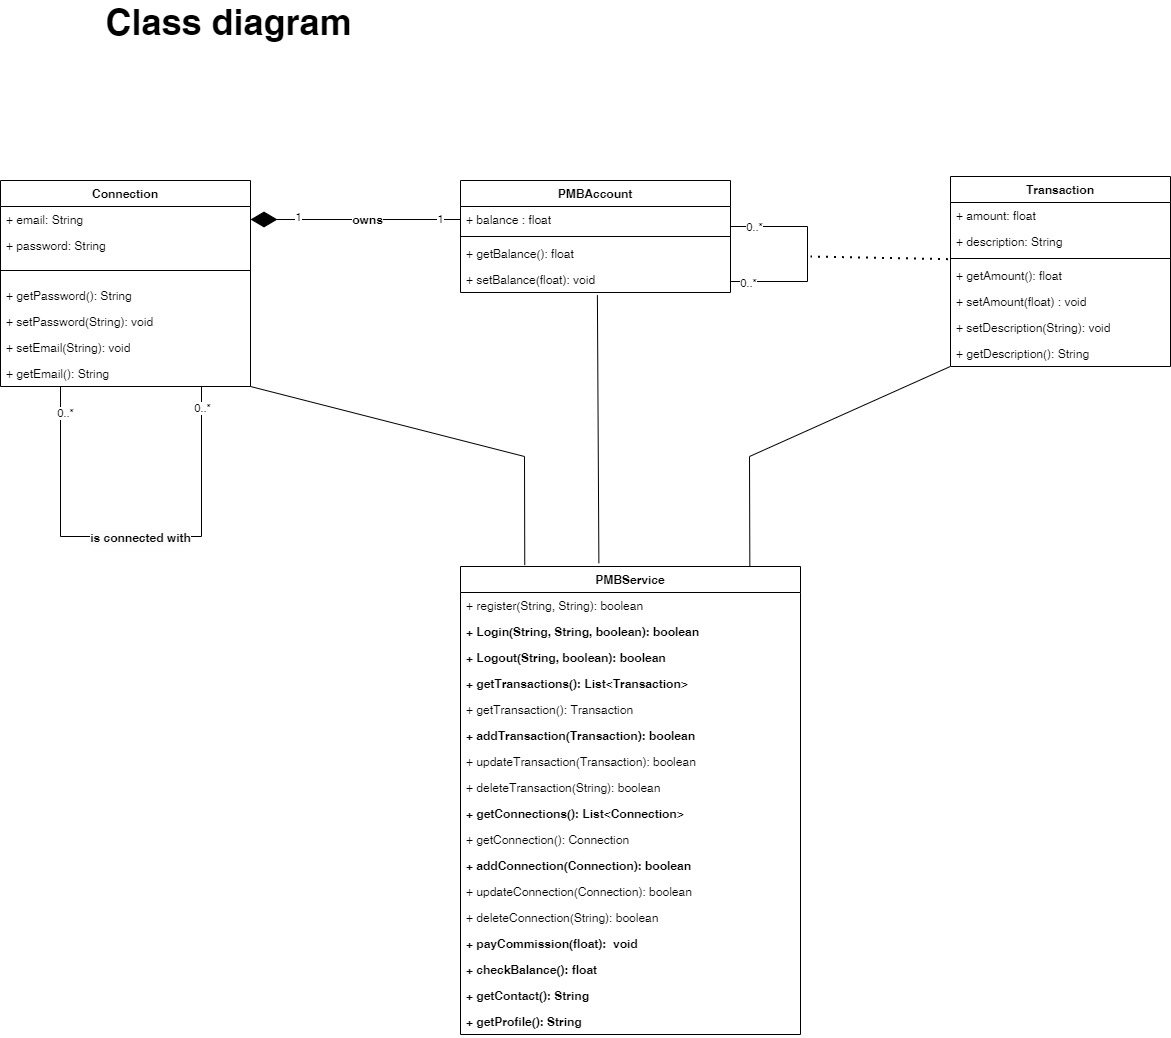 Class diagram
Connection
+ email: String
+ password: String
+ getPassword(): String
+ setPassword(String): void
+ setEmail(String): void
+ getEmail(): String
1
owns
1
PMBAccount
+ balance : float
+ getBalance(): float
+ setBalance(float): void
0..*
0..*
Transaction
+ amount: float
+ description: String
+ getAmount(): float
+ setAmount(float) : void
+ setDescription(String): void
+ getDescription(): String
0..*
0..*
is connected with
PMBService
+ register(String, String): boolean
+ Login(String, String, boolean): boolean
+ Logout(String, boolean): boolean
+ getTransactions(): List<Transaction>
+ getTransaction(): Transaction
+ addTransaction(Transaction): boolean
+ updateTransaction(Transaction): boolean
+ deleteTransaction(String): boolean
+ getConnections(): List<Connection>
+ getConnection(): Connection
+ addConnection(Connection): boolean
+ updateConnection(Connection): boolean
+ deleteConnection(String): boolean
+ payCommission(float):  void
+ checkBalance(): float
+ getContact(): String
+ getProfile(): String